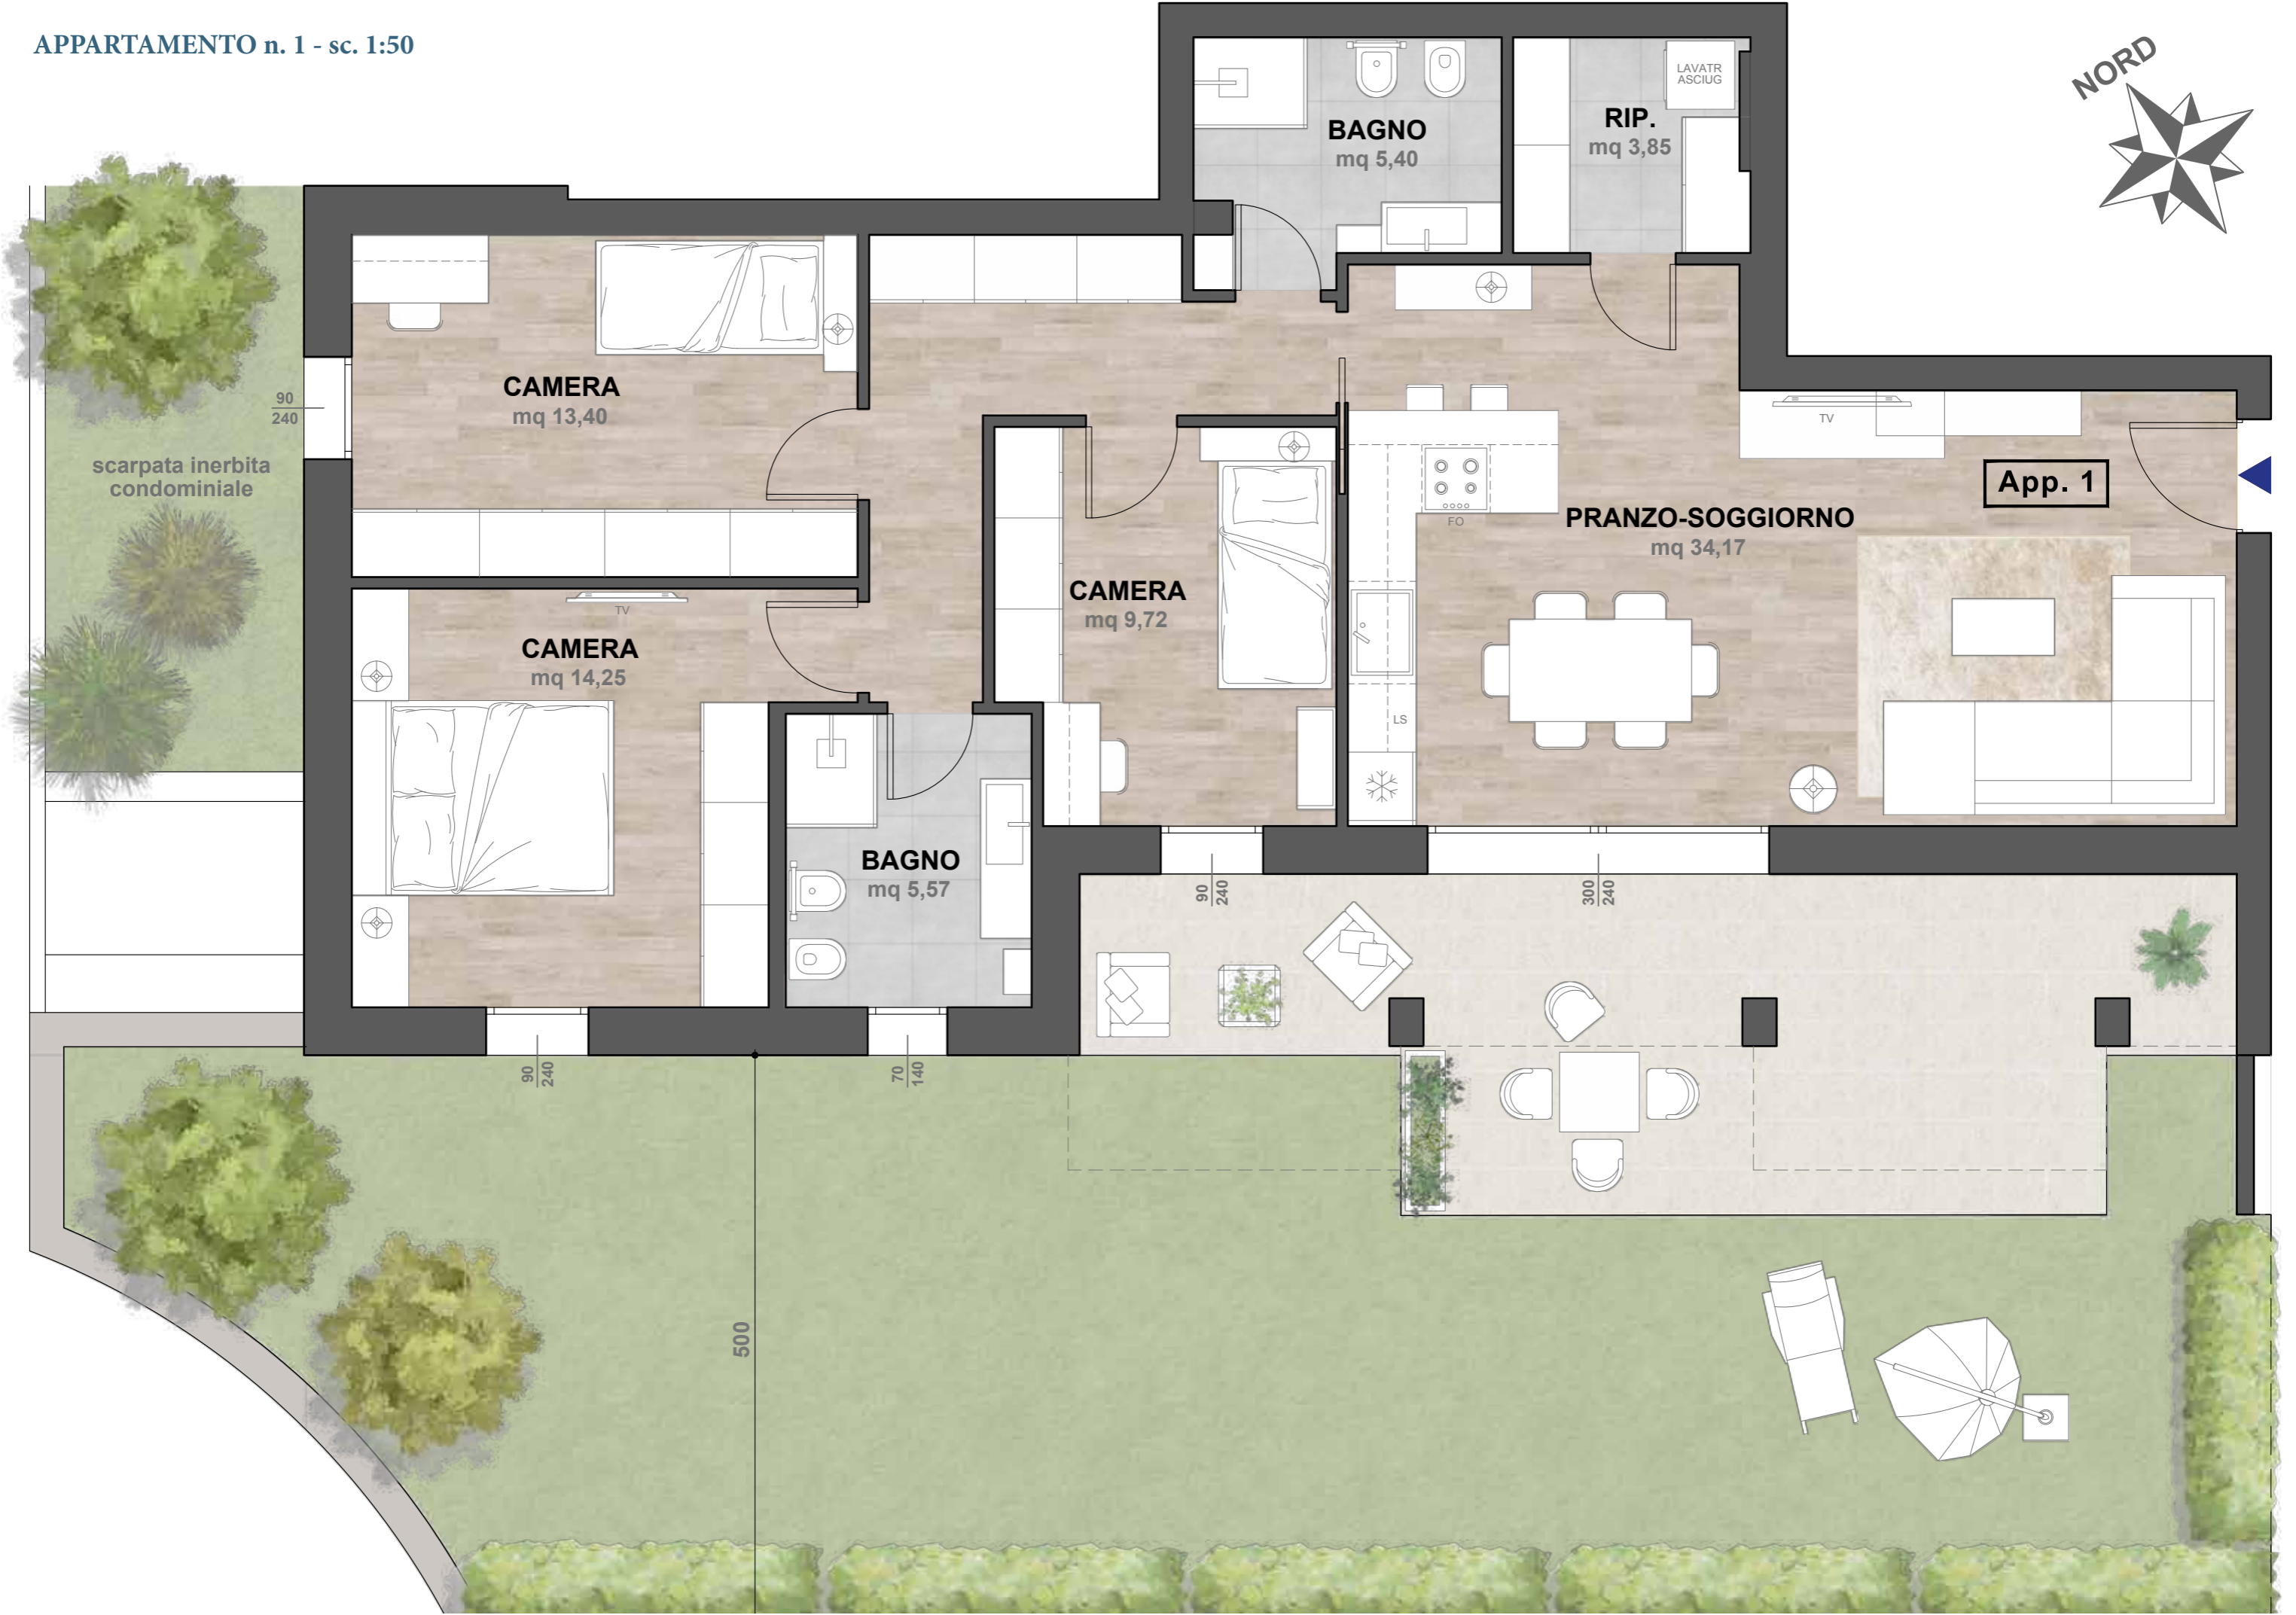 APPARTAMENTO n. 1 - sc. 1:50
NORD
BAGNO
mq 5,40
RIP.
mq 3,85
LAVATR
ASCIUG
CAMERA
mq 13,40
90
240
scarpata inerbita
condominiale
TV
App. 1
PRANZO-SOGGIORNO
mq 34,17
FO
CAMERA
mq 9,72
TV
CAMERA
mq 14,25
LS
BAGNO
mq 5,57
90
240
300
240
90
240
70
140
500